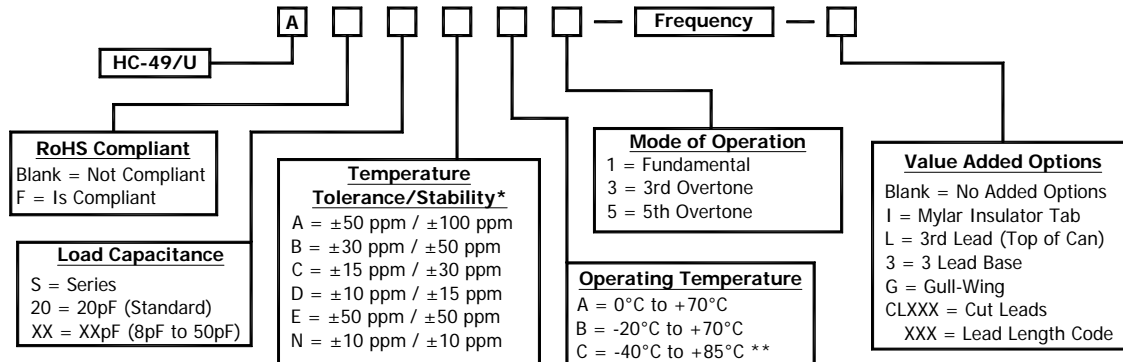 A — Frequency —
HC-49/U
RoHS Compliant
Blank = Not Compliant
F = Is Compliant
Load Capacitance
S = Series
20 = 20pF (Standard)
XX = XXpF (8pF to 50pF)
Temperature
Tolerance/Stability*
A = ±50 ppm / ±100 ppm
B = ±30 ppm / ±50 ppm
C = ±15 ppm / ±30 ppm
D = ±10 ppm / ±15 ppm
E = ±50 ppm / ±50 ppm
N = ±10 ppm / ±10 ppm
Operating Temperature
A = 0°C to +70°C
B = -20°C to +70°C
C = -40°C to +85°C **
Mode of Operation
1 = Fundamental
3 = 3rd Overtone
5 = 5th Overtone
Value Added Options
Blank = No Added Options
I = Mylar Insulator Tab
L = 3rd Lead (Top of Can)
3 = 3 Lead Base
G = Gull-Wing
CLXXX = Cut Leads
XXX = Lead Length Code